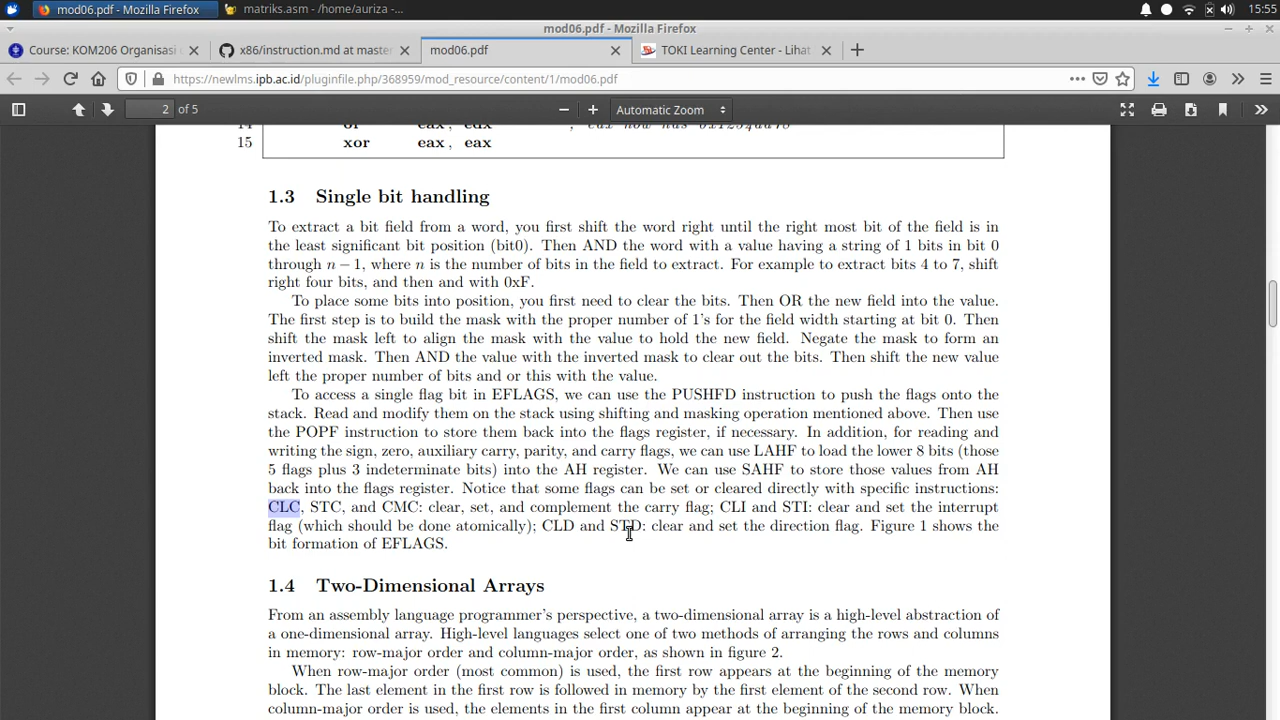 mod06.pdf - Mozilla Firefox
matriks.asm - /home/auriza -...
15:55
mod06.pdf - Mozilla Firefox
Course: KOM206 Organisasi
x86/instruction.md at master
mod06.pdf
TOKI Learning Center - Lihat
https://newlms.ipb.ac.id/pluginfile.php/368959/mod_resource/content/1/mod06.pdf
2 of 5
Automatic Zoom
14 or eax, edx
15 xor eax, eax
1.3 Single bit handling
To extract a bit field from a word, you first shift the word right until the right most bit of the field is in
the least significant bit position (bit0). Then AND the word with a value having a string of 1 bits in bit 0
through n − 1, where n is the number of bits in the field to extract. For example to extract bits 4 to 7, shift
right four bits, and then and with 0xF.
To place some bits into position, you first need to clear the bits. Then OR the new field into the value.
The first step is to build the mask with the proper number of 1's for the field width starting at bit 0. Then
shift the mask left to align the mask with the value to hold the new field. Negate the mask to form an
inverted mask. Then AND the value with the inverted mask to clear out the bits. Then shift the new value
left the proper number of bits and or this with the value.
To access a single flag bit in EFLAGS, we can use the PUSHFD instruction to push the flags onto the
stack. Read and modify them on the stack using shifting and masking operation mentioned above. Then use
the POPF instruction to store them back into the flags register, if necessary. In addition, for reading and
writing the sign, zero, auxiliary carry, parity, and carry flags, we can use LAHF to load the lower 8 bits (those
5 flags plus 3 indeterminate bits) into the AH register. We can use SAHF to store those values from AH
back into the flags register. Notice that some flags can be set or cleared directly with specific instructions:
CLC, STC, and CMC: clear, set, and complement the carry flag; CLI and STI: clear and set the interrupt
flag (which should be done atomically); CLD and STD: clear and set the direction flag. Figure 1 shows the
bit formation of EFLAGS.
1.4 Two-Dimensional Arrays
From an assembly language programmer's perspective, a two-dimensional array is a high-level abstraction of
a one-dimensional array. High-level languages select one of two methods of arranging the rows and columns
in memory: row-major order and column-major order, as shown in figure 2.
When row-major order (most common) is used, the first row appears at the beginning of the memory
block. The last element in the first row is followed in memory by the first element of the second row. When
column-major order is used, the elements in the first column appear at the beginning of the memory block.